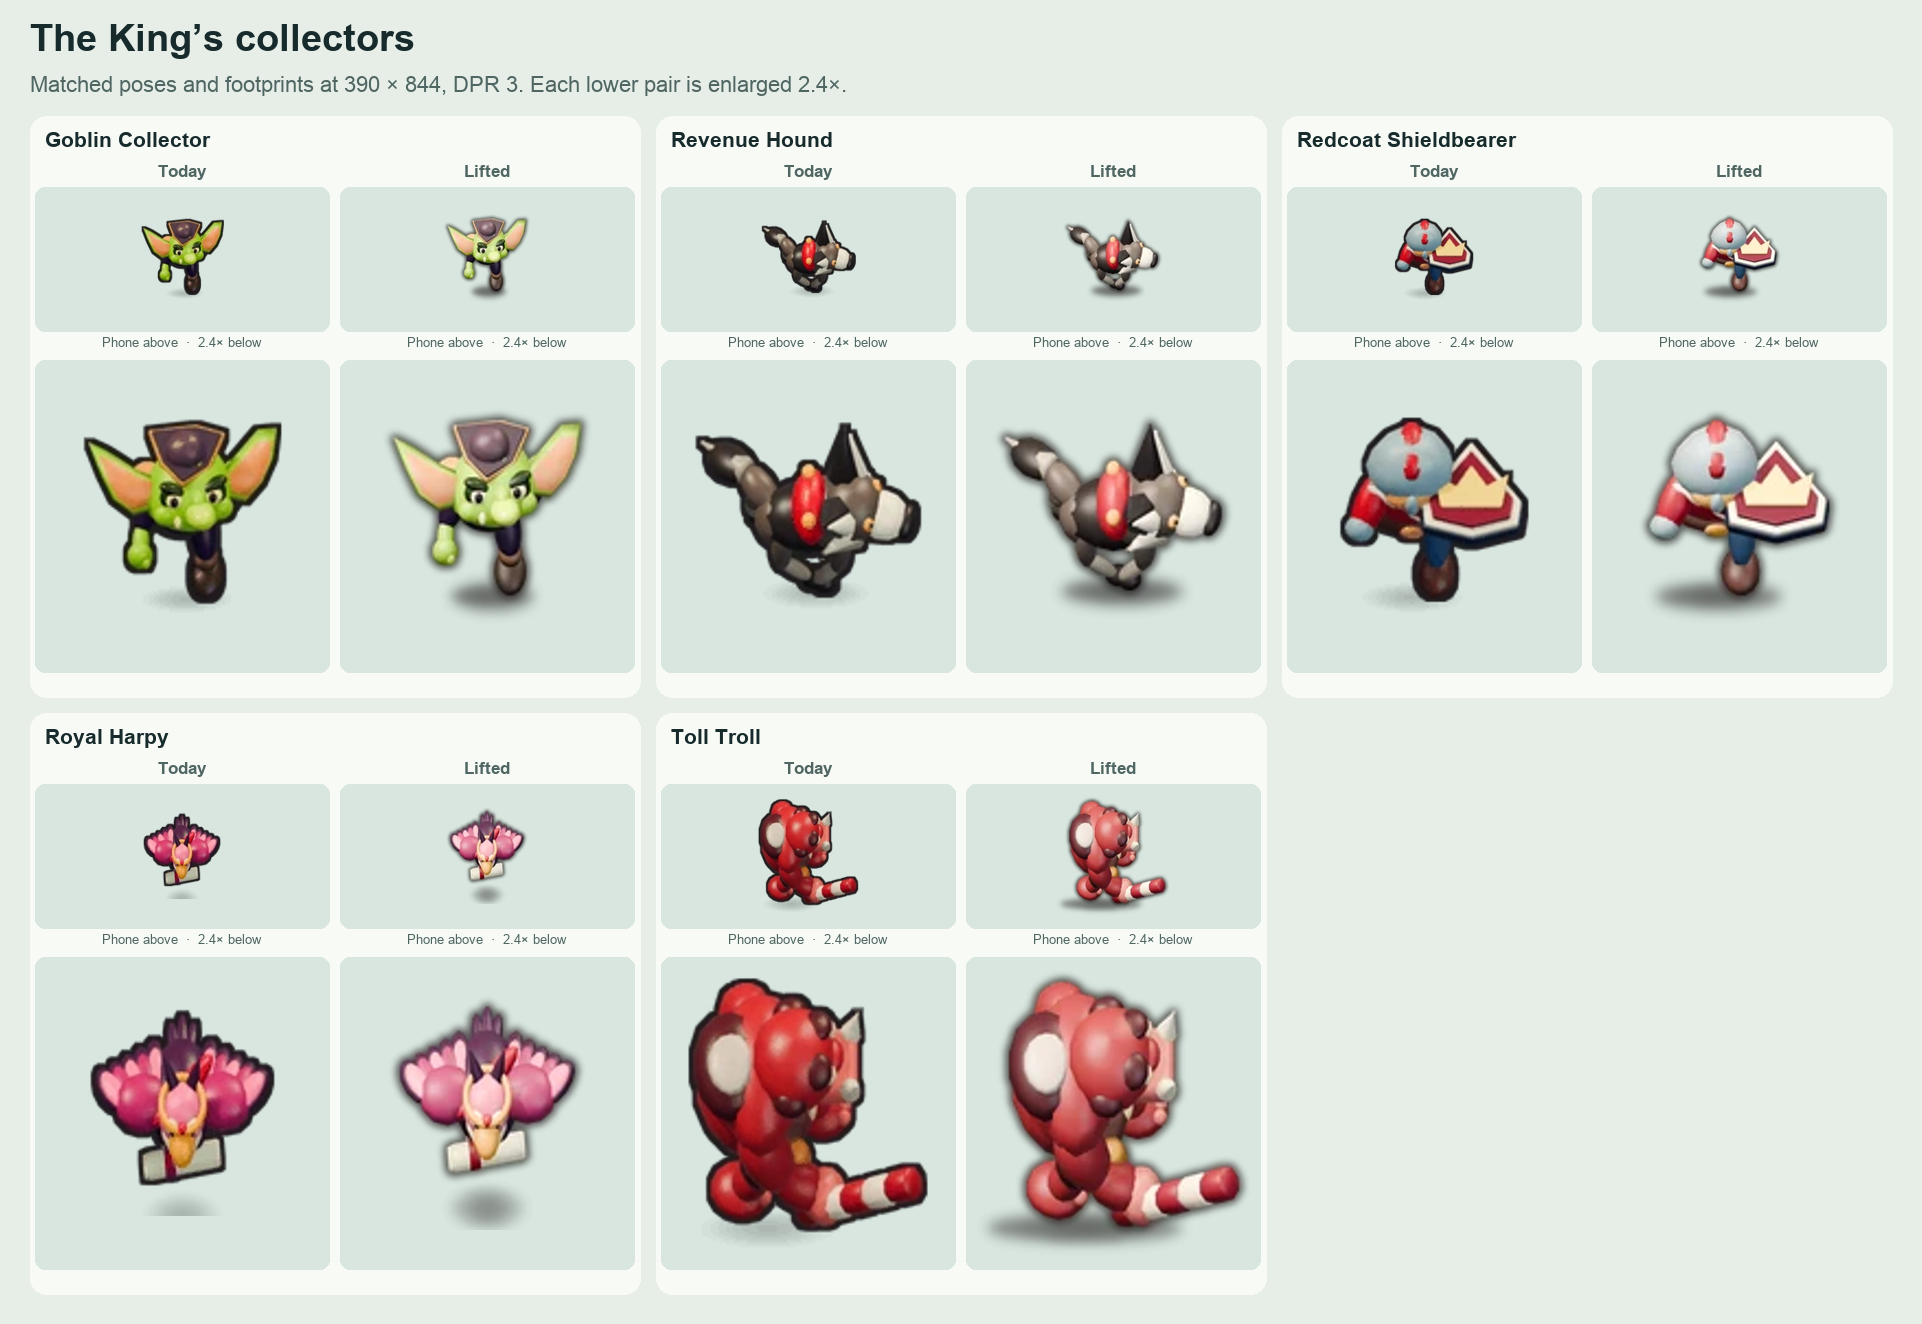 The King’s collectors
Matched poses and footprints at 390 × 844, DPR 3. Each lower pair is enlarged 2.4×.
Goblin Collector
Today
Lifted
Phone above · 2.4× below
Phone above · 2.4× below
Revenue Hound
Today
Lifted
Phone above · 2.4× below
Phone above · 2.4× below
Redcoat Shieldbearer
Today
Lifted
Phone above · 2.4× below
Phone above · 2.4× below
Royal Harpy
Today
Lifted
Phone above · 2.4× below
Phone above · 2.4× below
Toll Troll
Today
Lifted
Phone above · 2.4× below
Phone above · 2.4× below